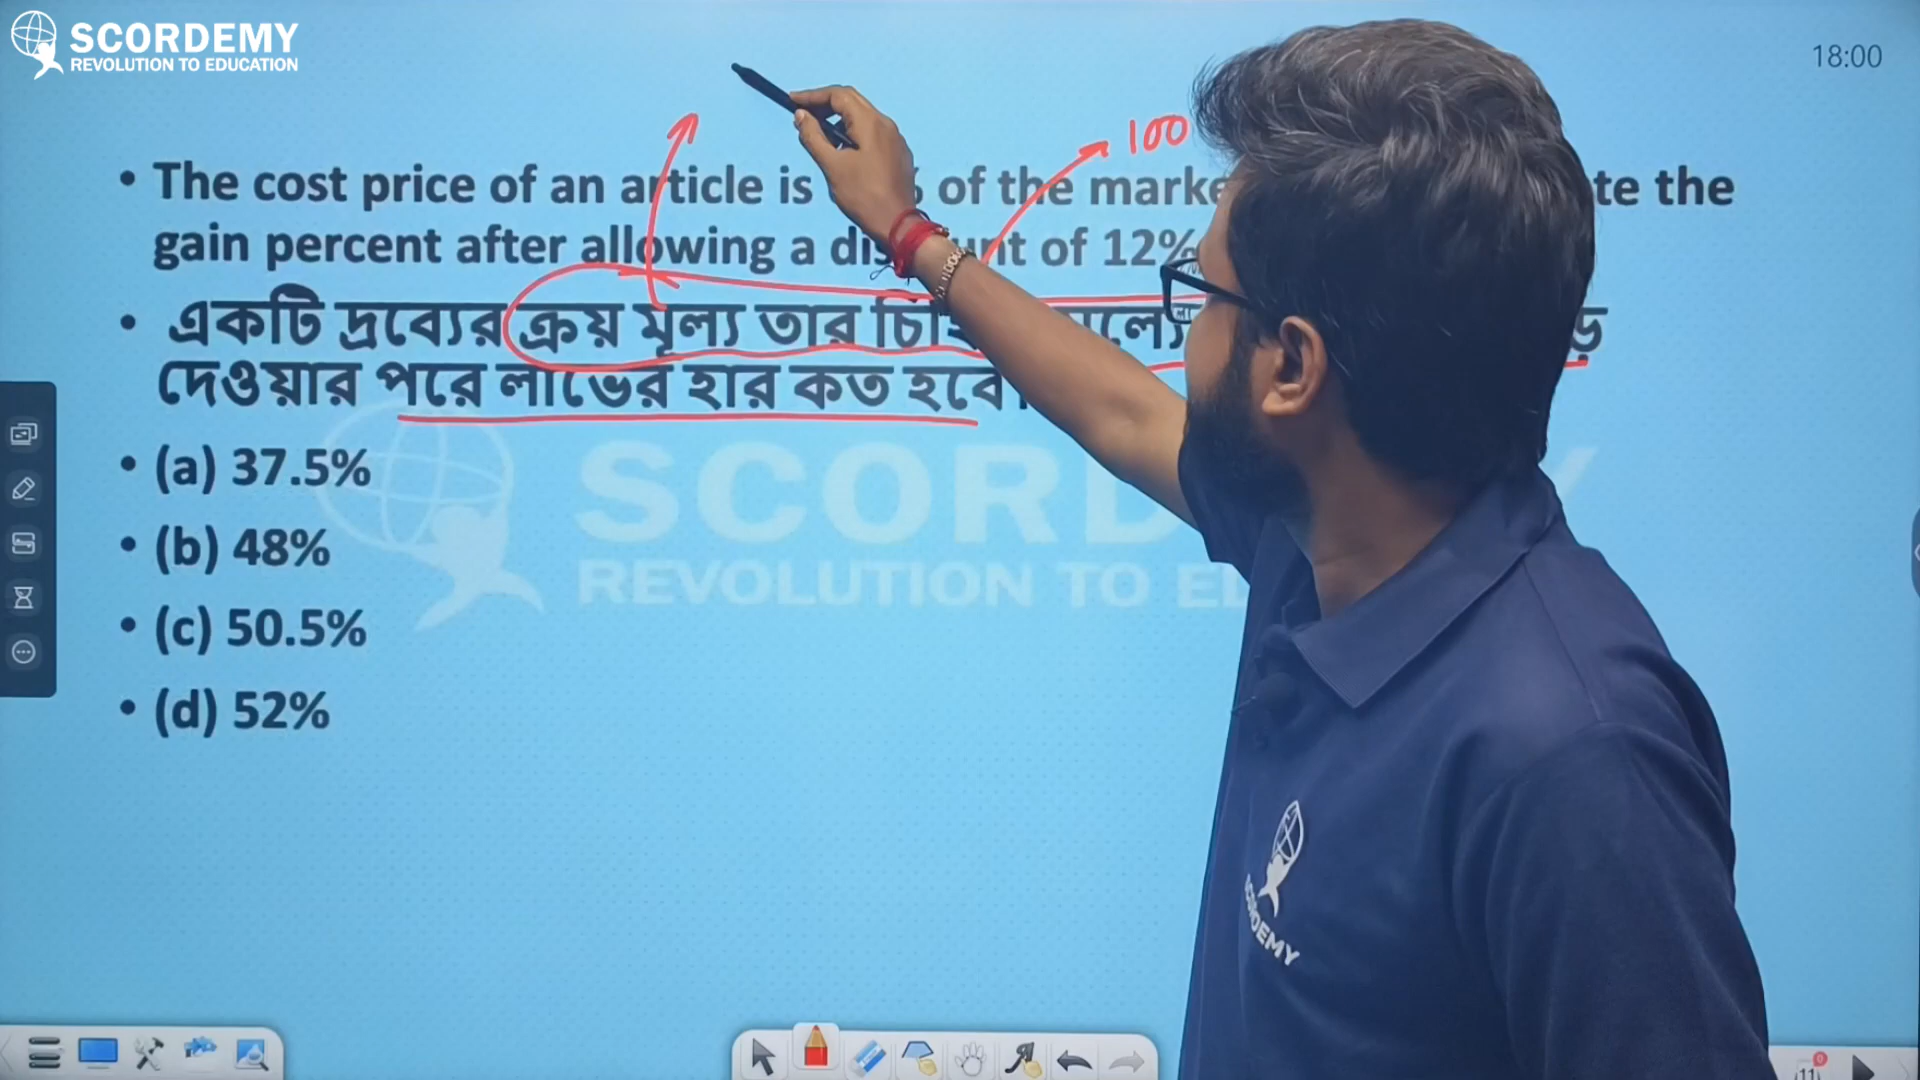 SCORDEMY
REVOLUTION TO EDUCATION
18:00
100
• The cost price of an article is % of the te the
gain percent after allowing a of 12%
• একটি দ্রব্যের ক্রয় মূল্য তার
দেওয়ার পরে লাভের হার কত হবে
• (a) 37.5%
• (b) 48%
• (c) 50.5%
• (d) 52%
SCORD
REVOLUTION TO
SCORDEMY
11